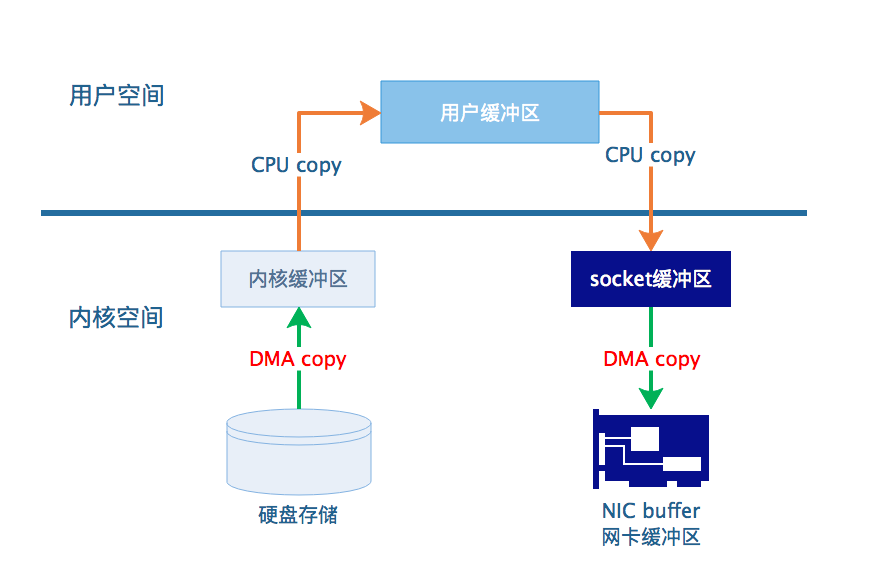 用户空间
用户缓冲区
CPU copy
CPU copy
内核缓冲区
socket缓冲区
内核空间
DMA copy
DMA copy
硬盘存储
NIC buffer
网卡缓冲区